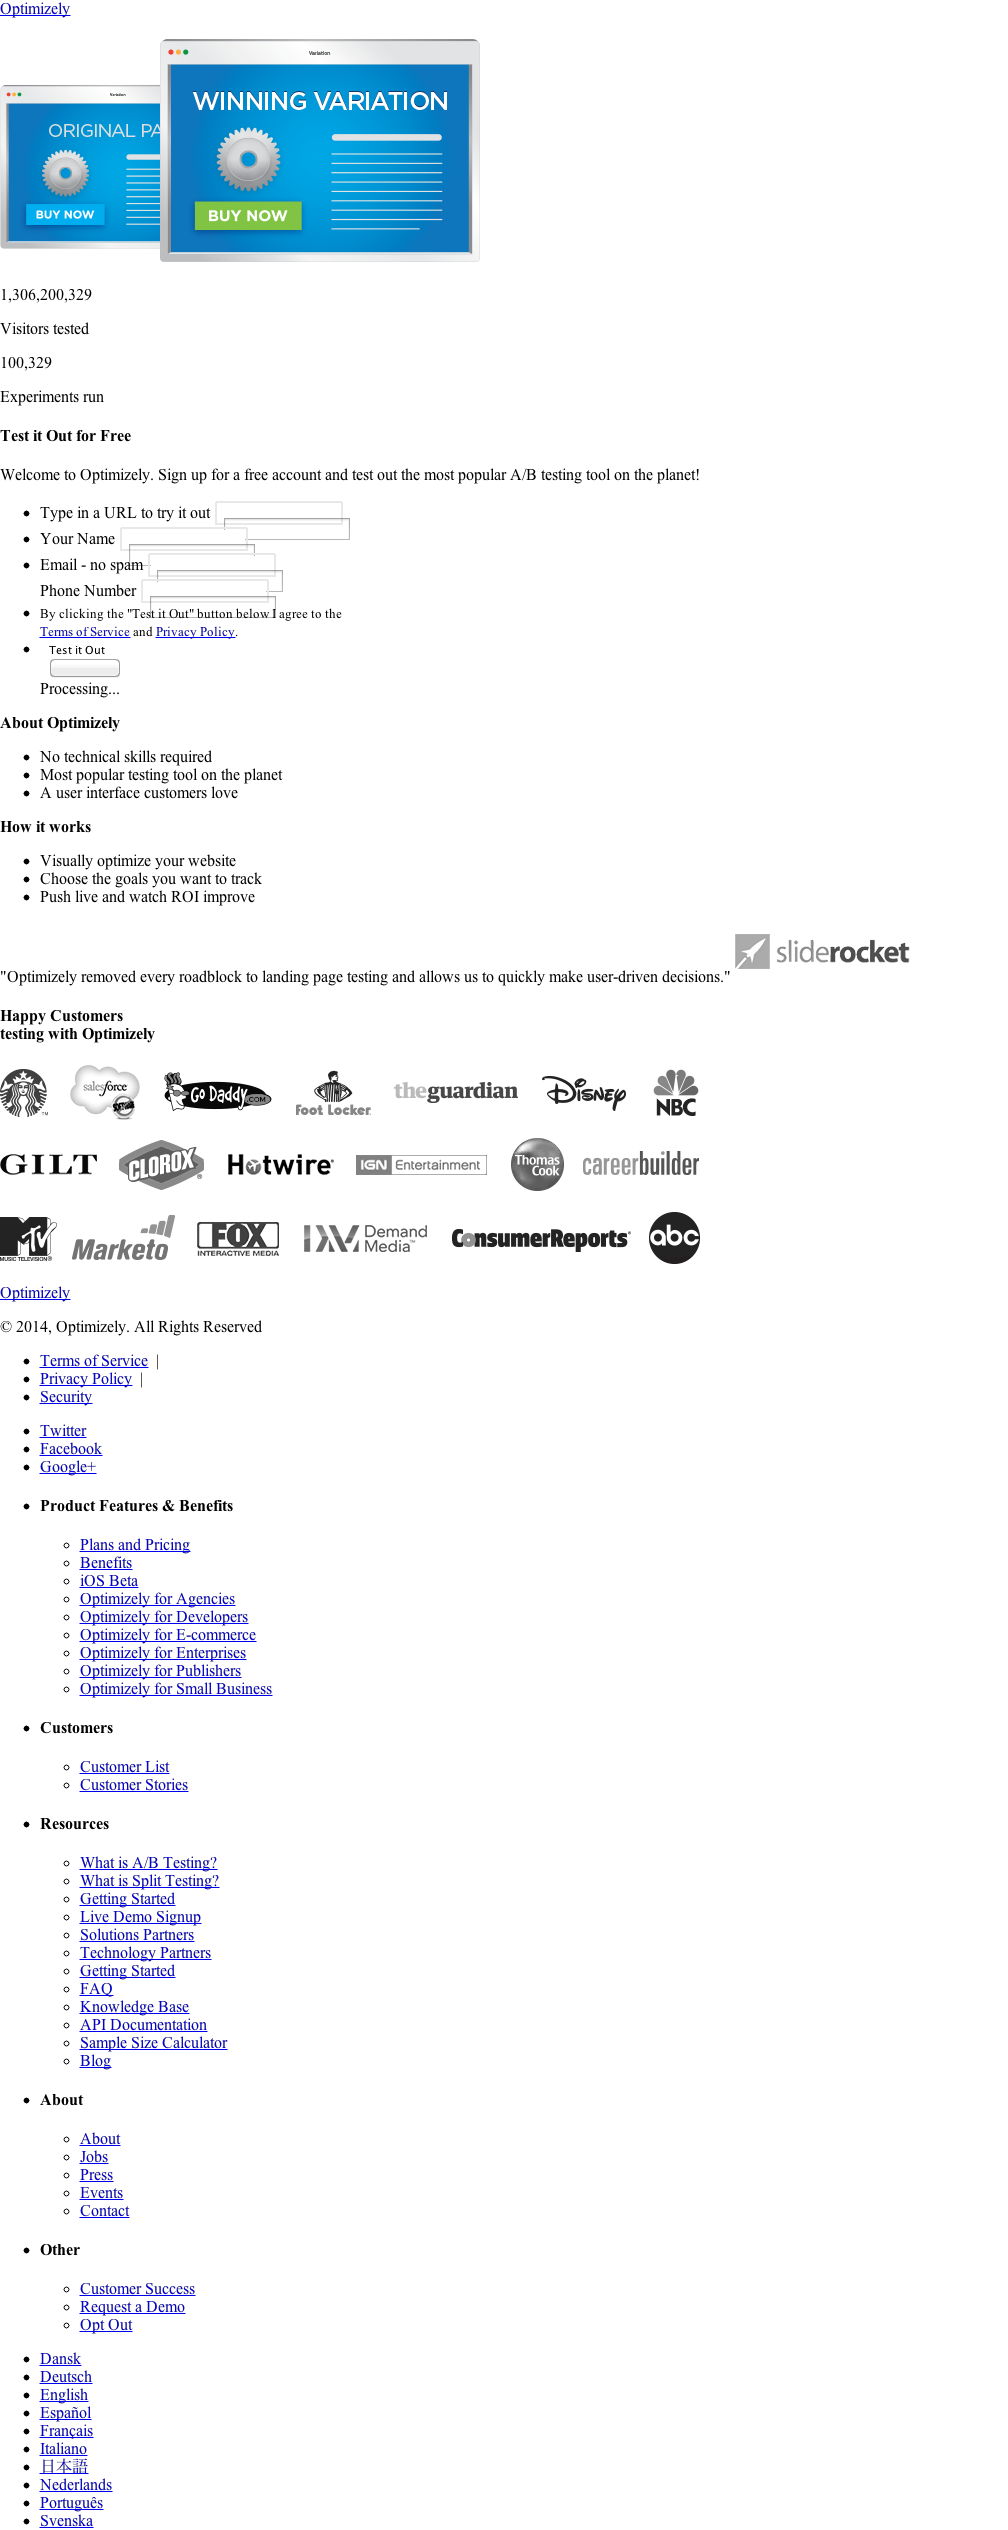 Optimizely
Variation
WINNING VARIATION
BUY NOW
Variation
ORIGINAL PA
BUY NOW
1,306,200,329
Visitors tested
100,329
Experiments run
Test it Out for Free
Welcome to Optimizely. Sign up for a free account and test out the most popular A/B testing tool on the planet!
Type in a URL to try it out
Your Name
Email - no spam
Phone Number
By clicking the "Test it Out" button below I agree to the
Terms of Service and Privacy Policy.
Test it Out
Processing...
About Optimizely
No technical skills required
Most popular testing tool on the planet
A user interface customers love
How it works
Visually optimize your website
Choose the goals you want to track
Push live and watch ROI improve
"Optimizely removed every roadblock to landing page testing and allows us to quickly make user-driven decisions." sliderocket
Happy Customers
testing with Optimizely
salesforce Go Daddy .COM Foot Locker. theguardian Disney NBC
GILT CLOROX® Hotwire IGN Entertainment Thomas Cook careerbuilder
MTV MUSIC TELEVISION® Marketo FOX INTERACTIVE MEDIA Demand Media™ ConsumerReports abc
Optimizely
© 2014, Optimizely. All Rights Reserved
Terms of Service |
Privacy Policy |
Security
Twitter
Facebook
Google+
Product Features & Benefits
Plans and Pricing
Benefits
iOS Beta
Optimizely for Agencies
Optimizely for Developers
Optimizely for E-commerce
Optimizely for Enterprises
Optimizely for Publishers
Optimizely for Small Business
Customers
Customer List
Customer Stories
Resources
What is A/B Testing?
What is Split Testing?
Getting Started
Live Demo Signup
Solutions Partners
Technology Partners
Getting Started
FAQ
Knowledge Base
API Documentation
Sample Size Calculator
Blog
About
About
Jobs
Press
Events
Contact
Other
Customer Success
Request a Demo
Opt Out
Dansk
Deutsch
English
Español
Français
Italiano
日本語
Nederlands
Português
Svenska